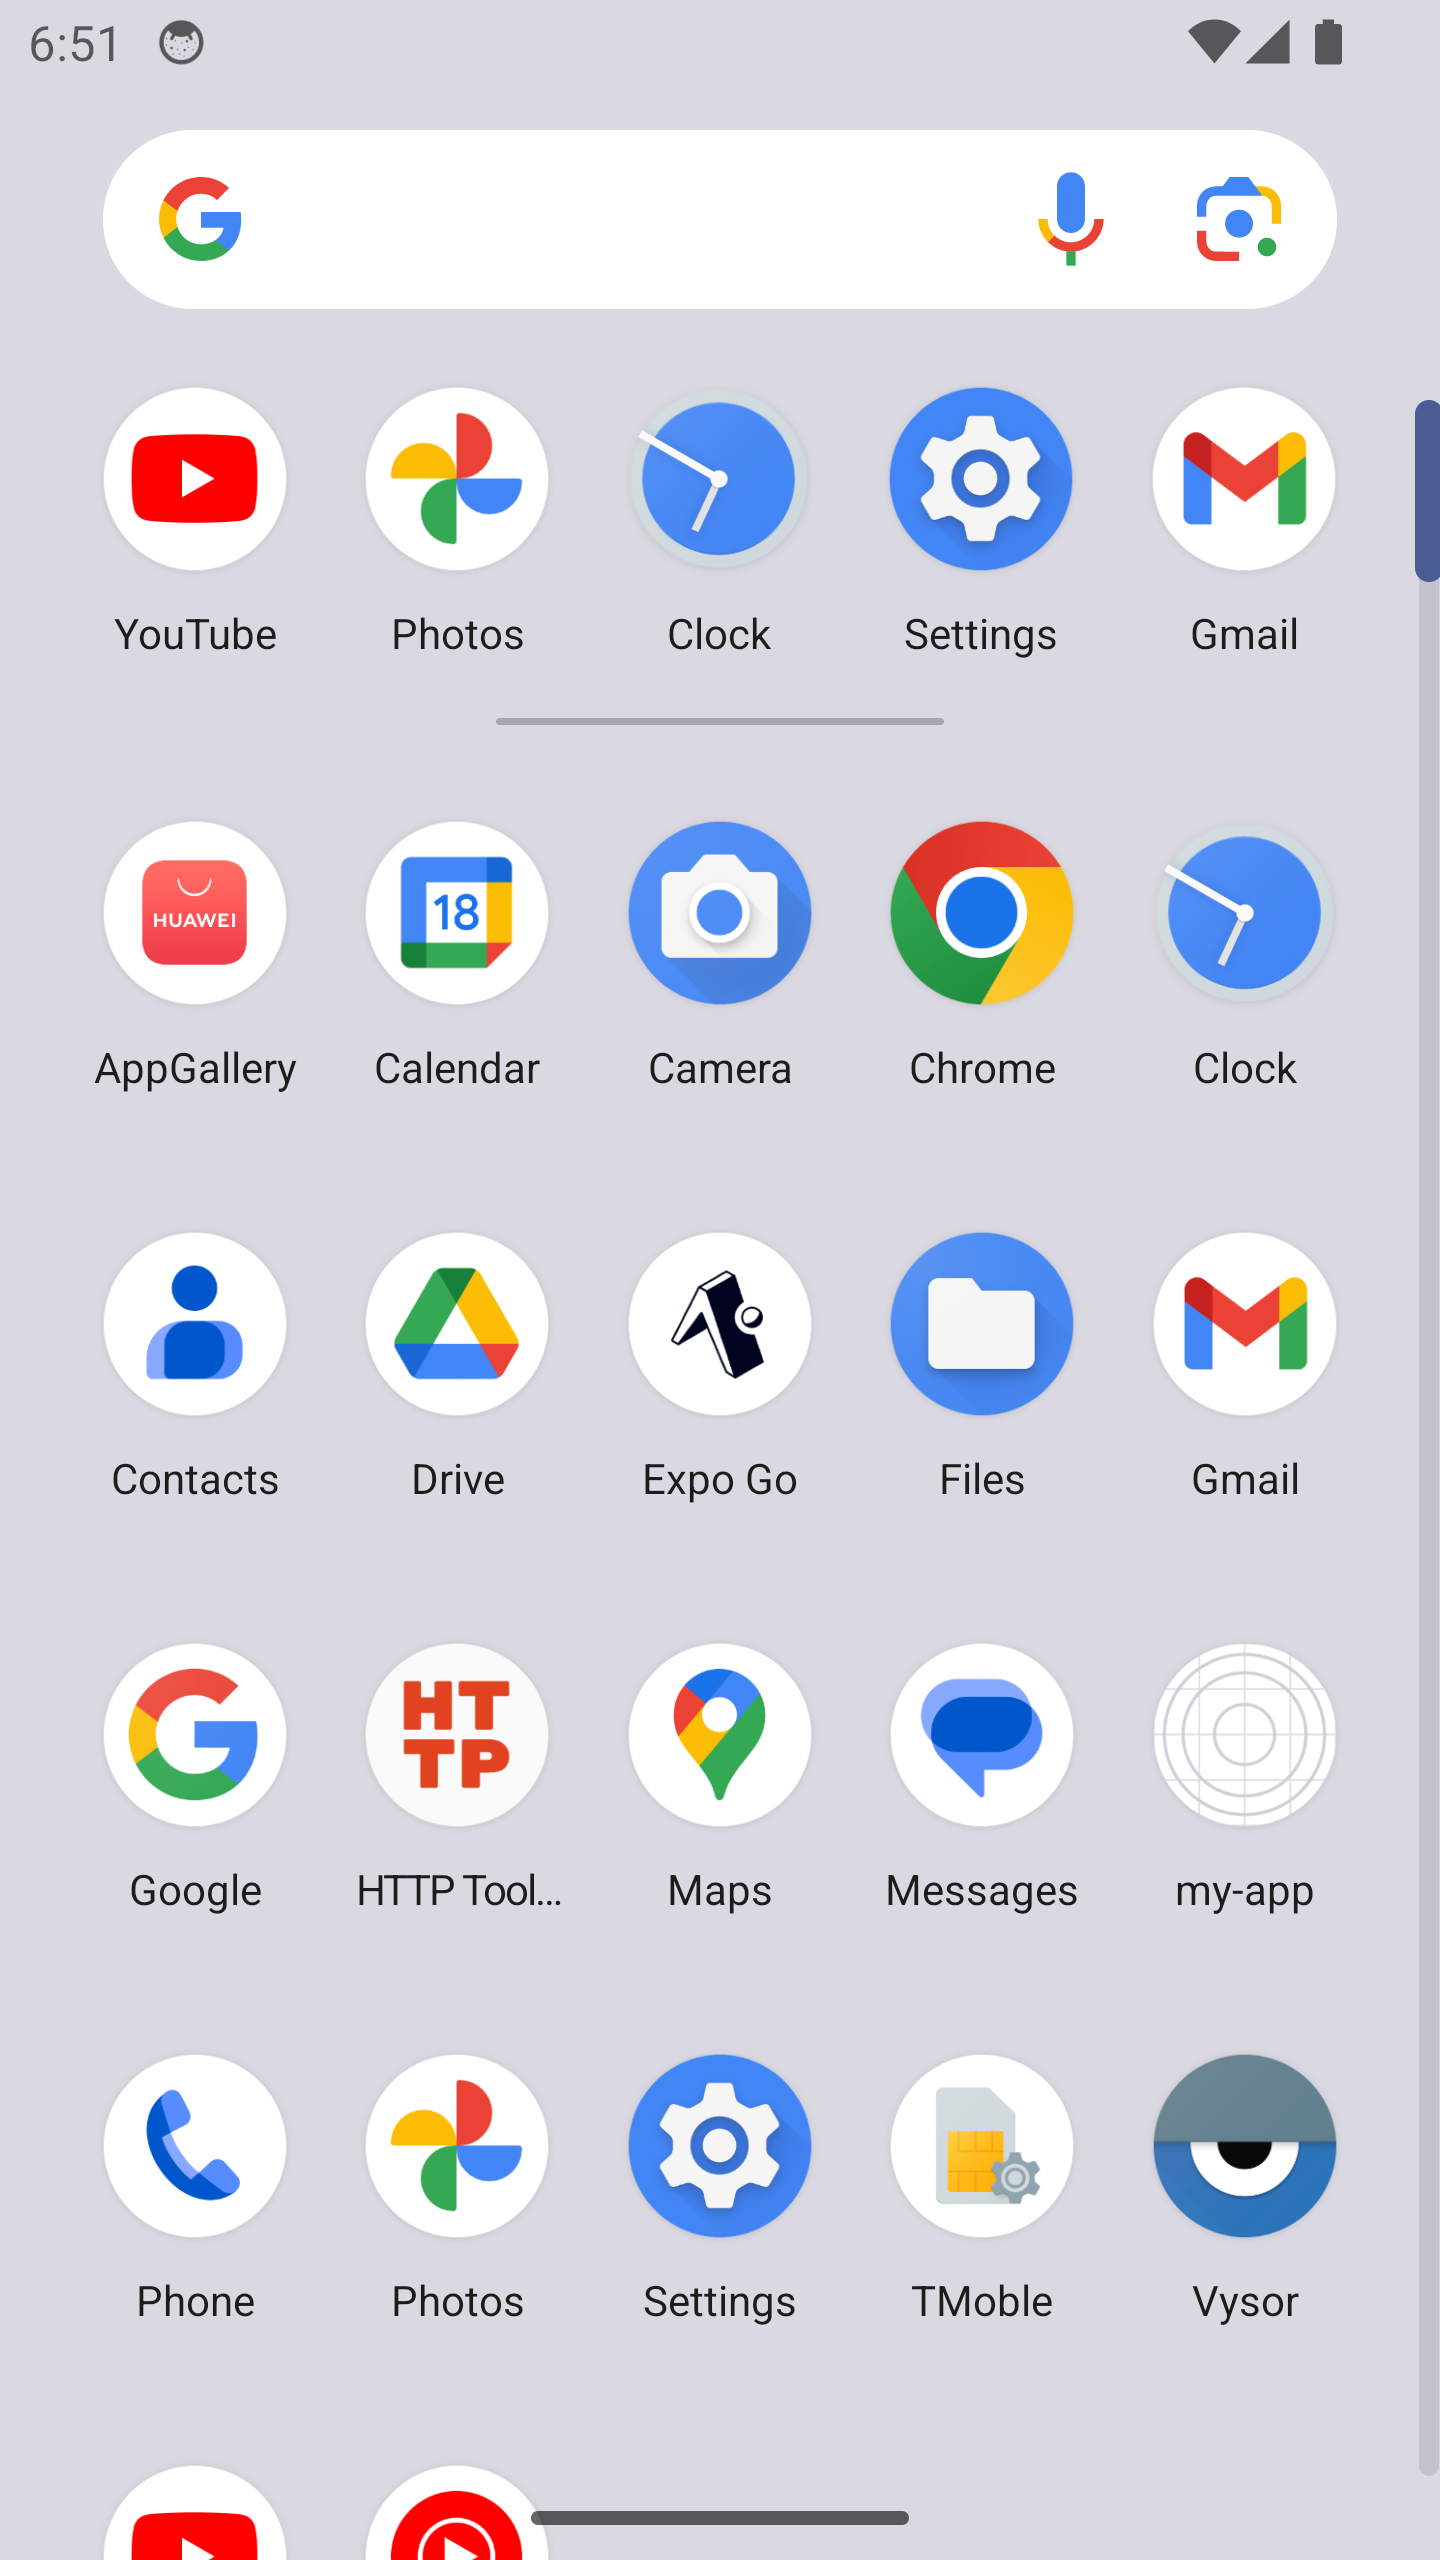 6:51
YouTube Photos Clock Settings Gmail
HUAWEI 18
AppGallery Calendar Camera Chrome Clock
Contacts Drive Expo Go Files Gmail
HT
TP
Google HTTP Tool... Maps Messages my-app
Phone Photos Settings TMoble Vysor